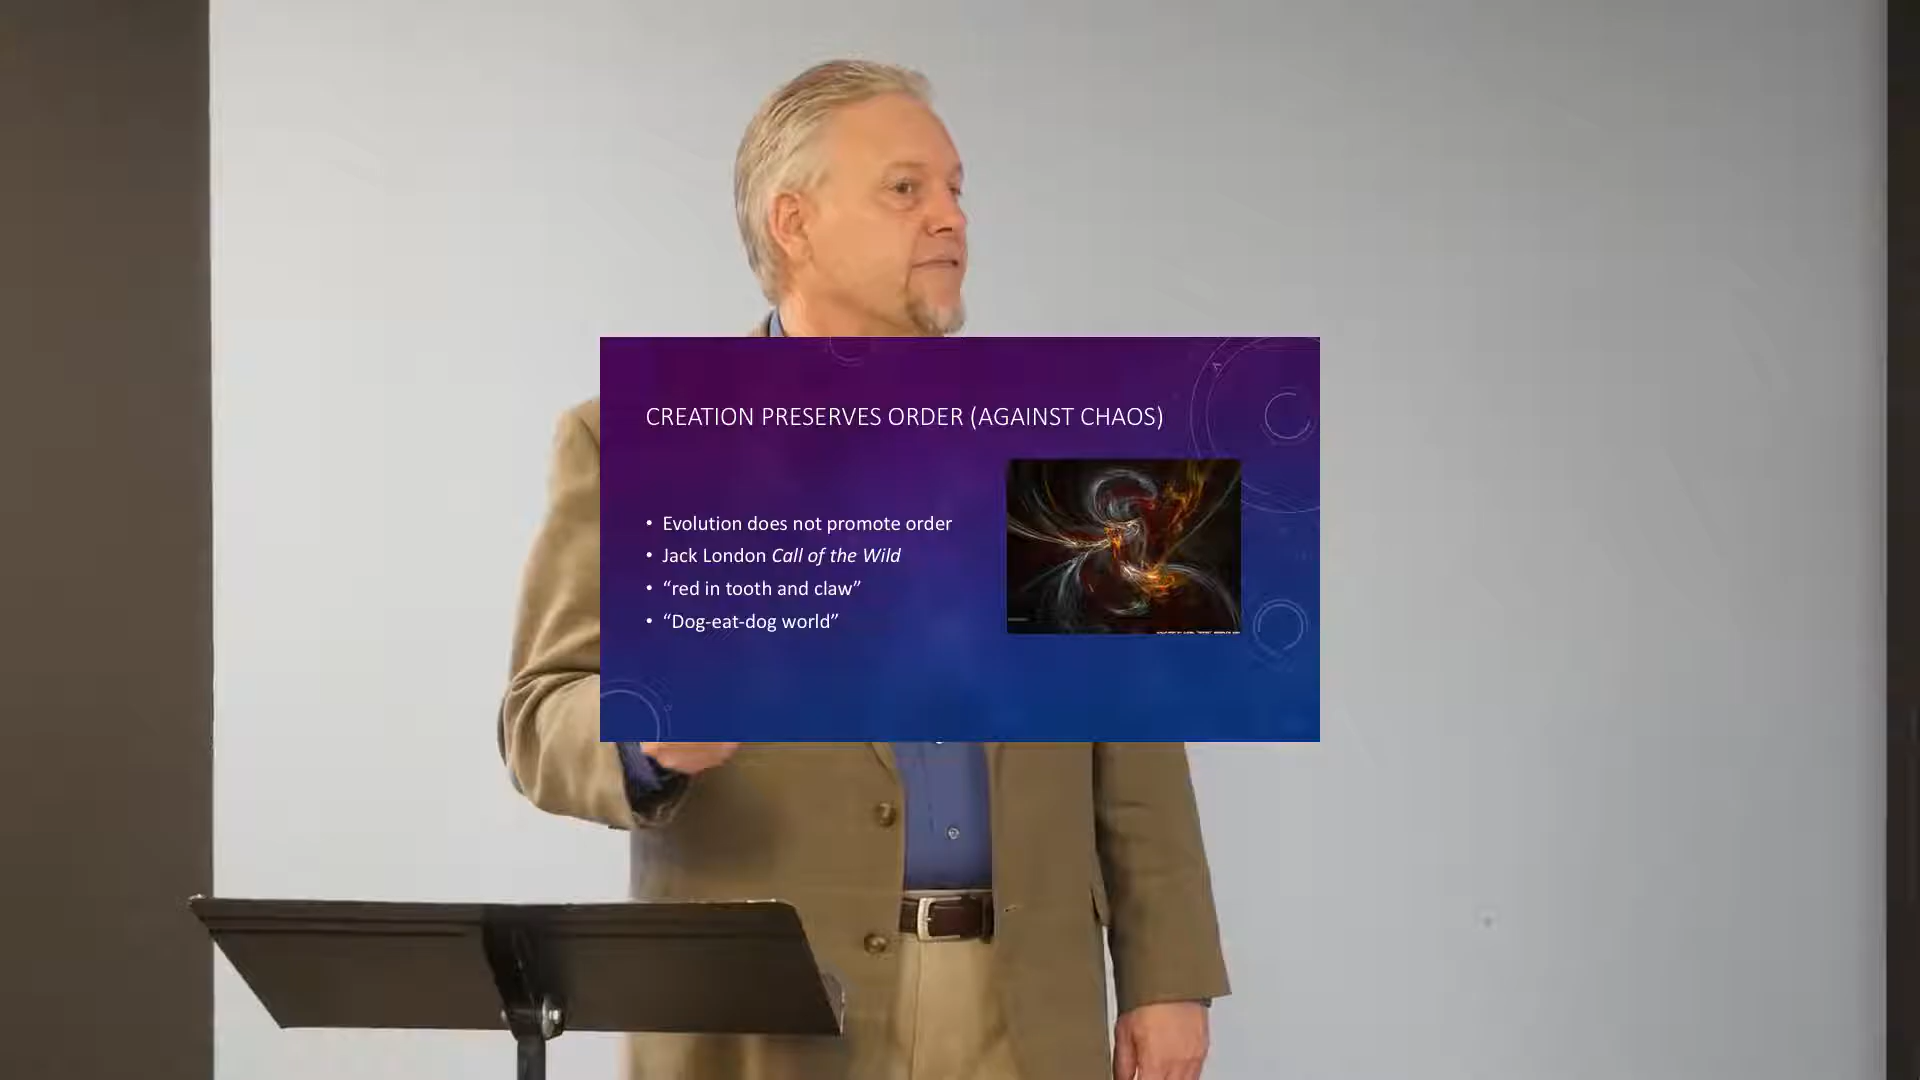 CREATION PRESERVES ORDER (AGAINST CHAOS)
• Evolution does not promote order
• Jack London Call of the Wild
• “red in tooth and claw”
• “Dog-eat-dog world”